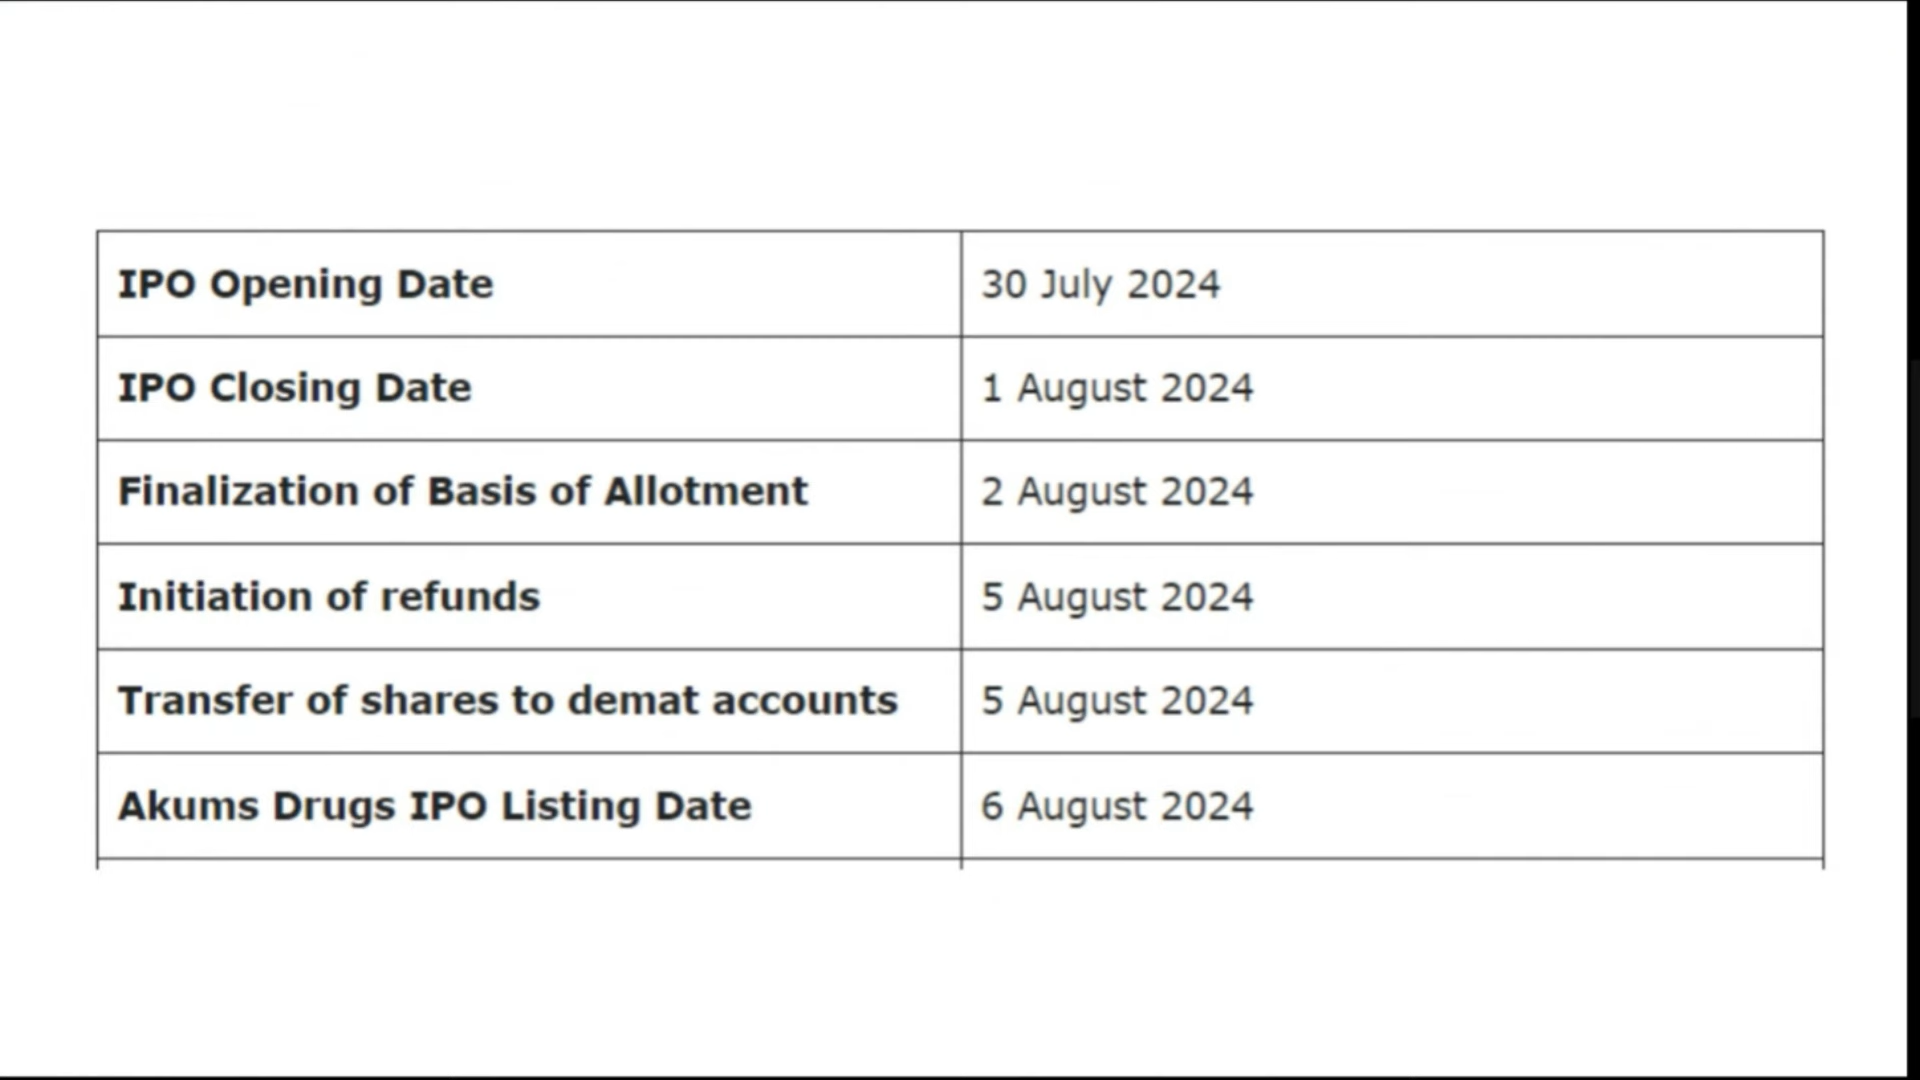 IPO Opening Date 30 July 2024
IPO Closing Date 1 August 2024
Finalization of Basis of Allotment 2 August 2024
Initiation of refunds 5 August 2024
Transfer of shares to demat accounts 5 August 2024
Akums Drugs IPO Listing Date 6 August 2024